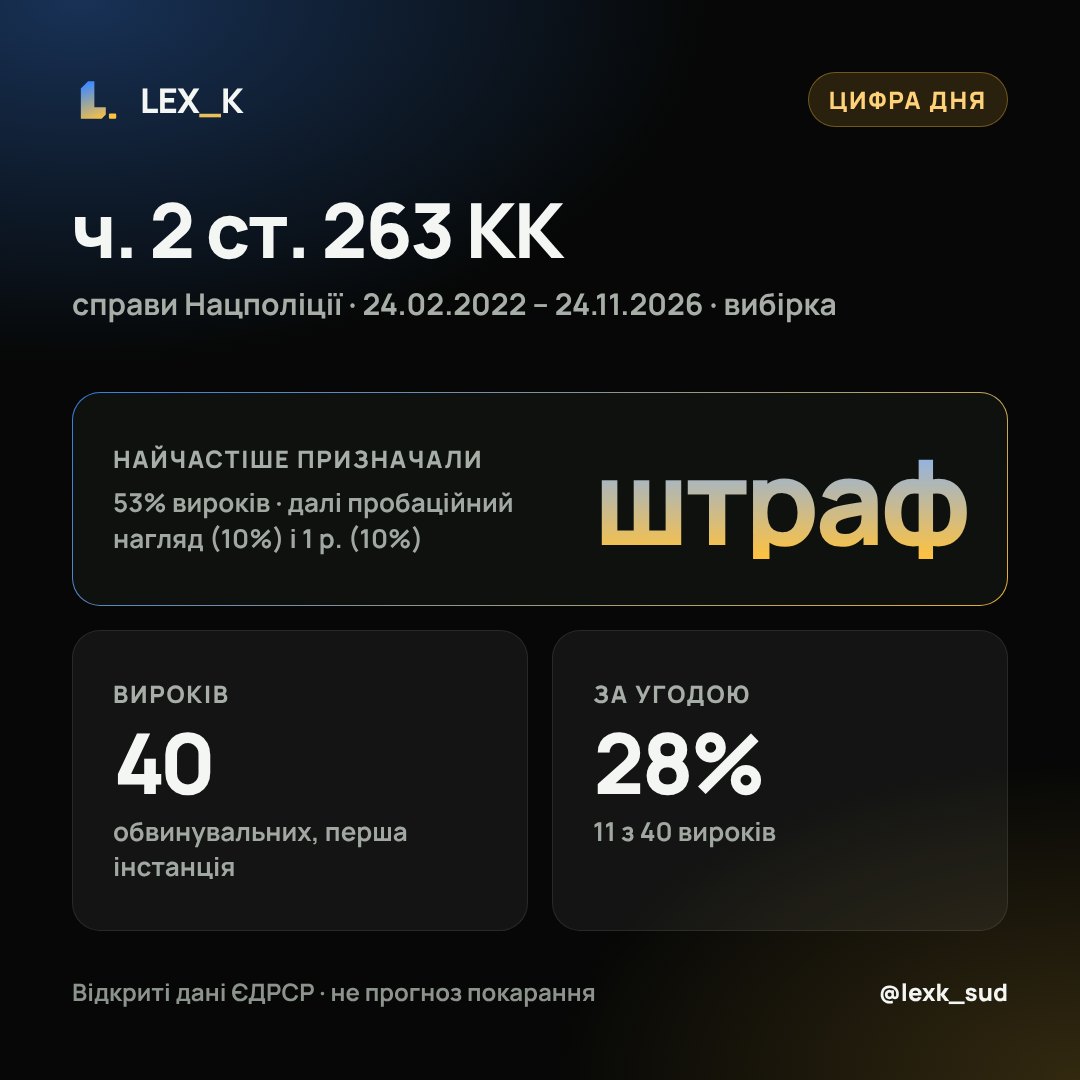 LEX_K
ЦИФРА ДНЯ
ч. 2 ст. 263 КК
справи Нацполіції · 24.02.2022 – 24.11.2026 · вибірка
НАЙЧАСТІШЕ ПРИЗНАЧАЛИ
53% вироків · далі пробаційний
нагляд (10%) і 1 р. (10%)
штраф
ВИРОКІВ
40
обвинувальних, перша
інстанція
ЗА УГОДОЮ
28%
11 з 40 вироків
Відкриті дані ЄДРСР · не прогноз покарання
@lexk_sud